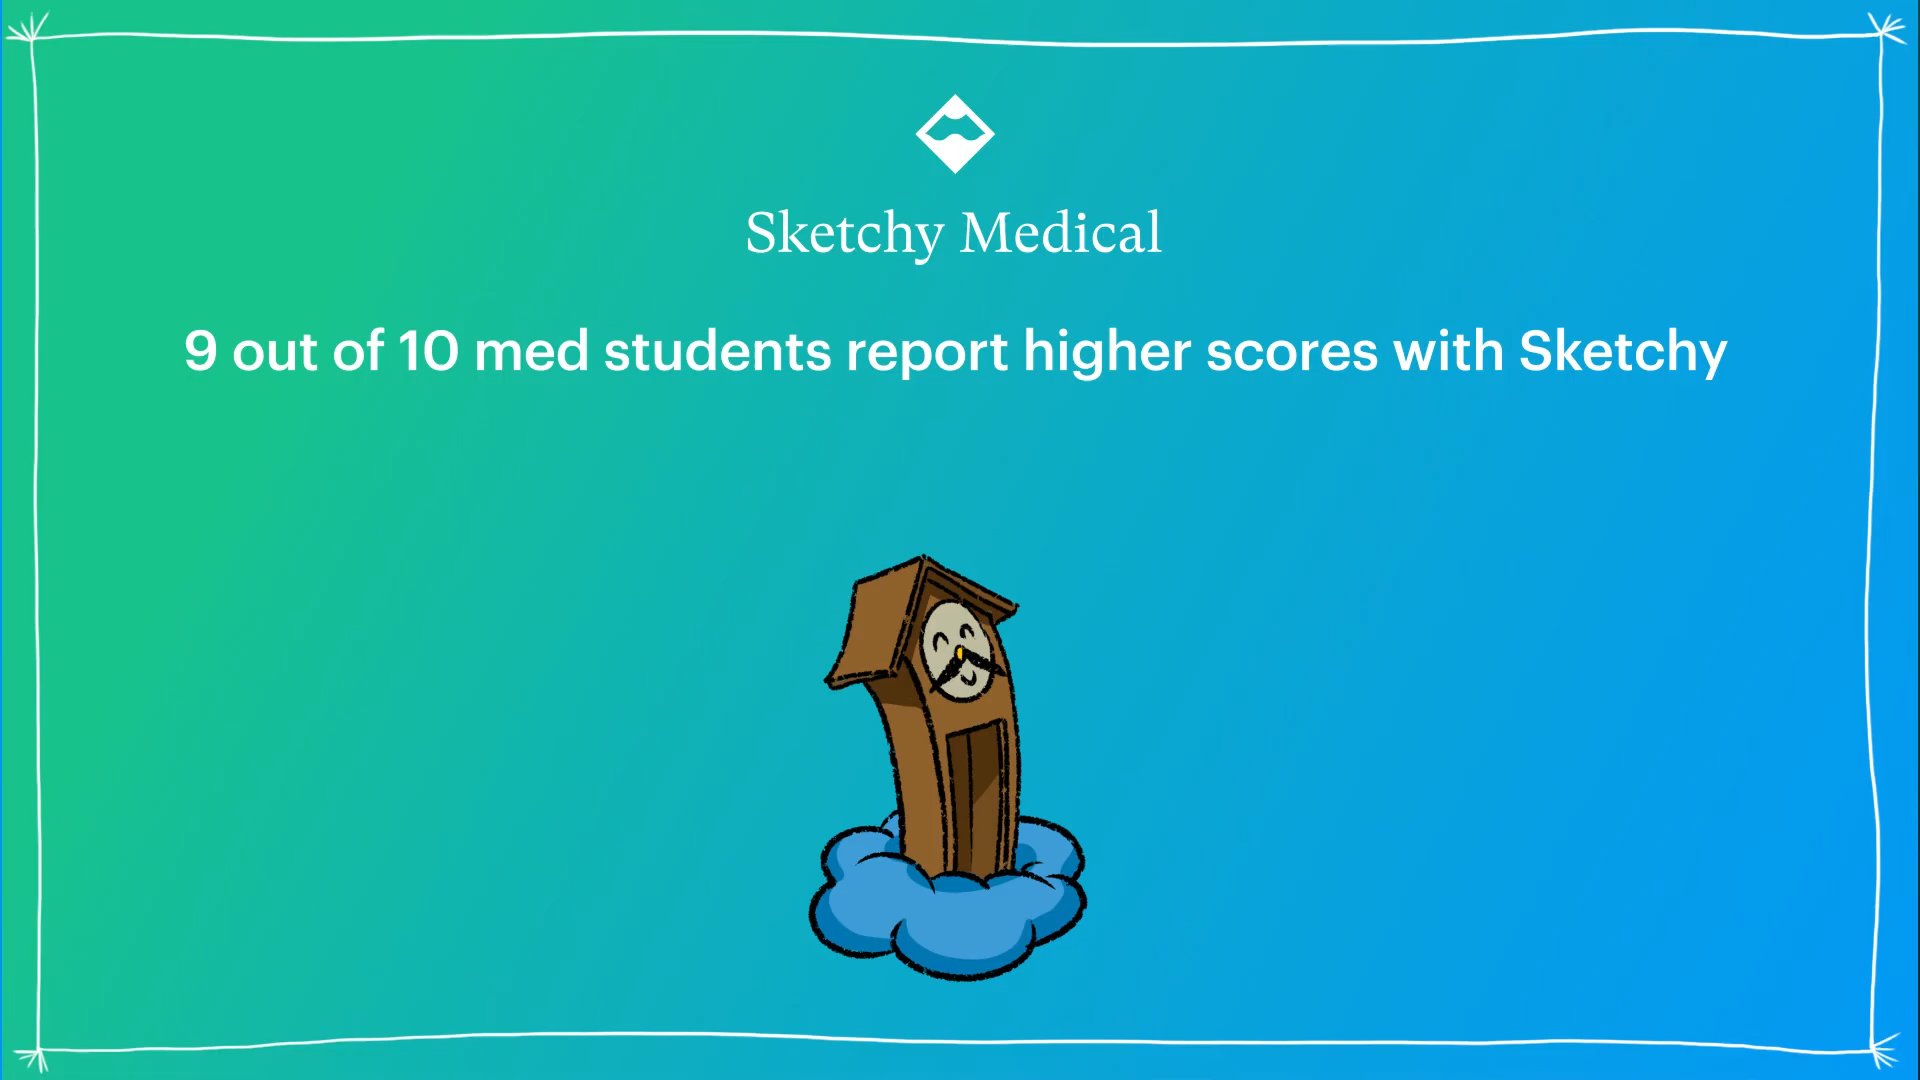 Sketchy Medical
9 out of 10 med students report higher scores with Sketchy